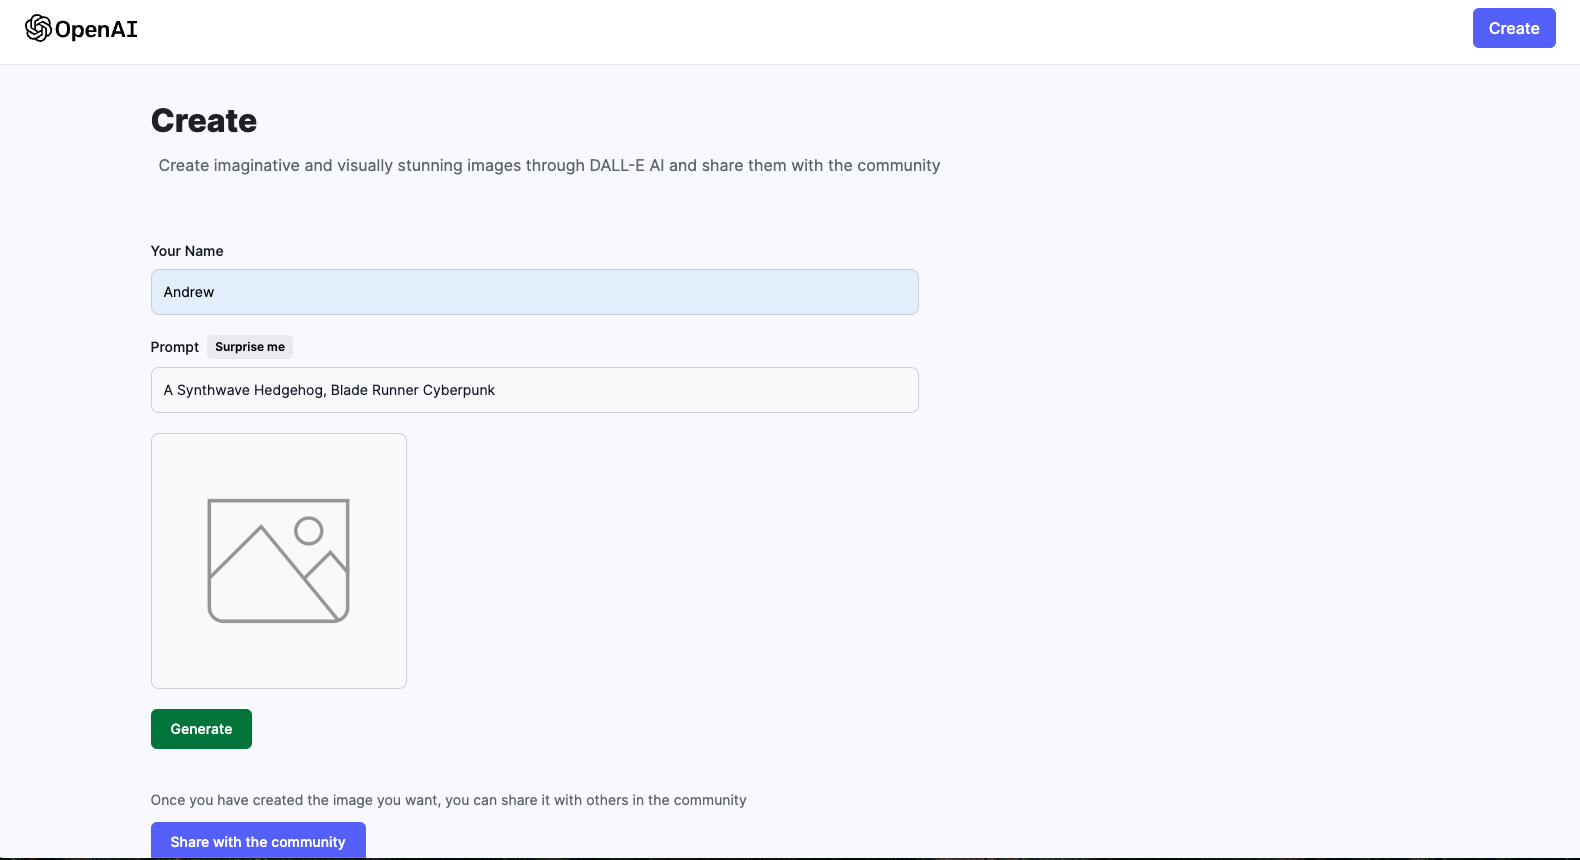 OpenAI
Create
Create
Create imaginative and visually stunning images through DALL-E AI and share them with the community
Your Name
Andrew
Prompt Surprise me
A Synthwave Hedgehog, Blade Runner Cyberpunk
Generate
Once you have created the image you want, you can share it with others in the community
Share with the community